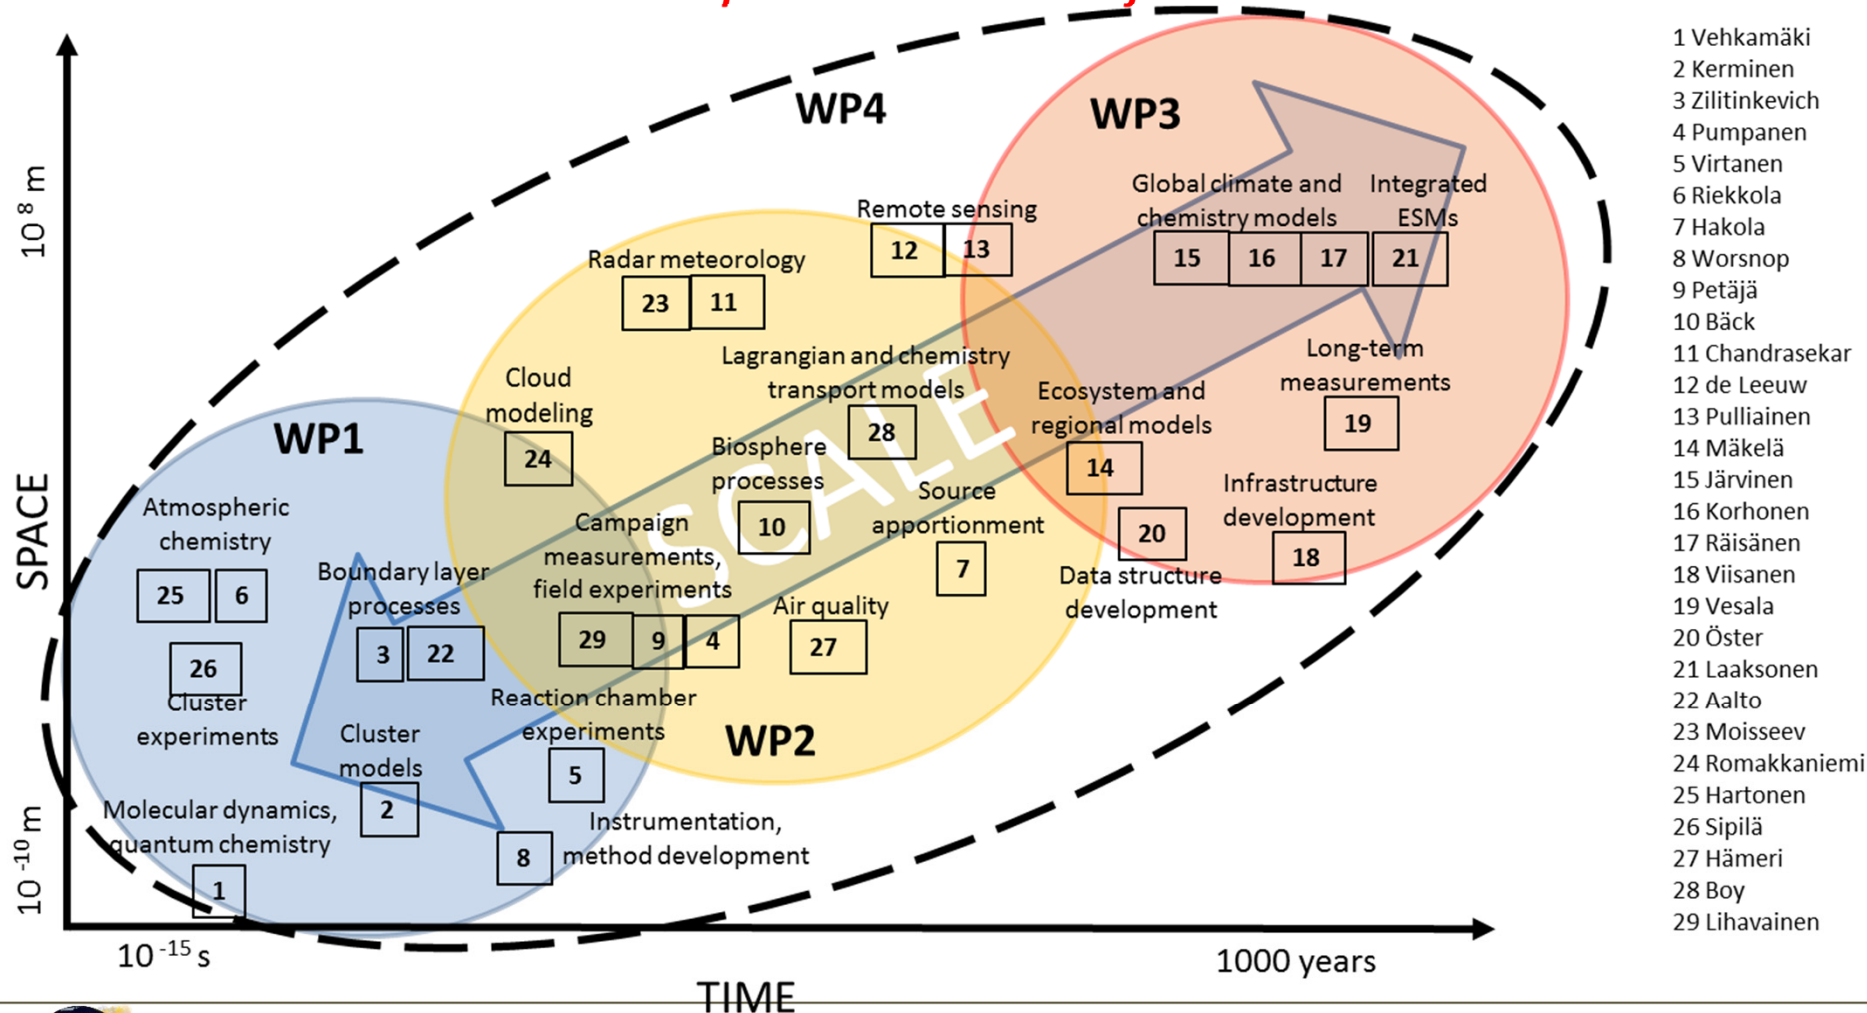 WP4
WP3
Global climate and
chemistry models
Integrated
ESMs
15 16 17 21
Remote sensing
12 13
Radar meteorology
23 11
Lagrangian and chemistry
transport models
28
Cloud
modeling
24
Long-term
measurements
19
Ecosystem and
regional models
14
WP1
Biosphere
processes
10
SCALE
Source
apportionment
7
Infrastructure
development
18
20
Data structure
development
Atmospheric
chemistry
25 6
Campaign
measurements,
field experiments
29 9 4
Boundary layer
processes
3 22
Air quality
27
26
Cluster
experiments
Reaction chamber
experiments
5
WP2
Cluster
models
2
Molecular dynamics,
quantum chemistry
1
Instrumentation,
method development
8
SPACE
10 8 m
10 -10 m
10 -15 s
1000 years
TIME
1 Vehkamäki
2 Kerminen
3 Zilitinkevich
4 Pumpanen
5 Virtanen
6 Riekkola
7 Hakola
8 Worsnop
9 Petäjä
10 Bäck
11 Chandrasekar
12 de Leeuw
13 Pulliainen
14 Mäkelä
15 Järvinen
16 Korhonen
17 Räisänen
18 Viisanen
19 Vesala
20 Öster
21 Laaksonen
22 Aalto
23 Moisseev
24 Romakkaniemi
25 Hartonen
26 Sipilä
27 Hämeri
28 Boy
29 Lihavainen